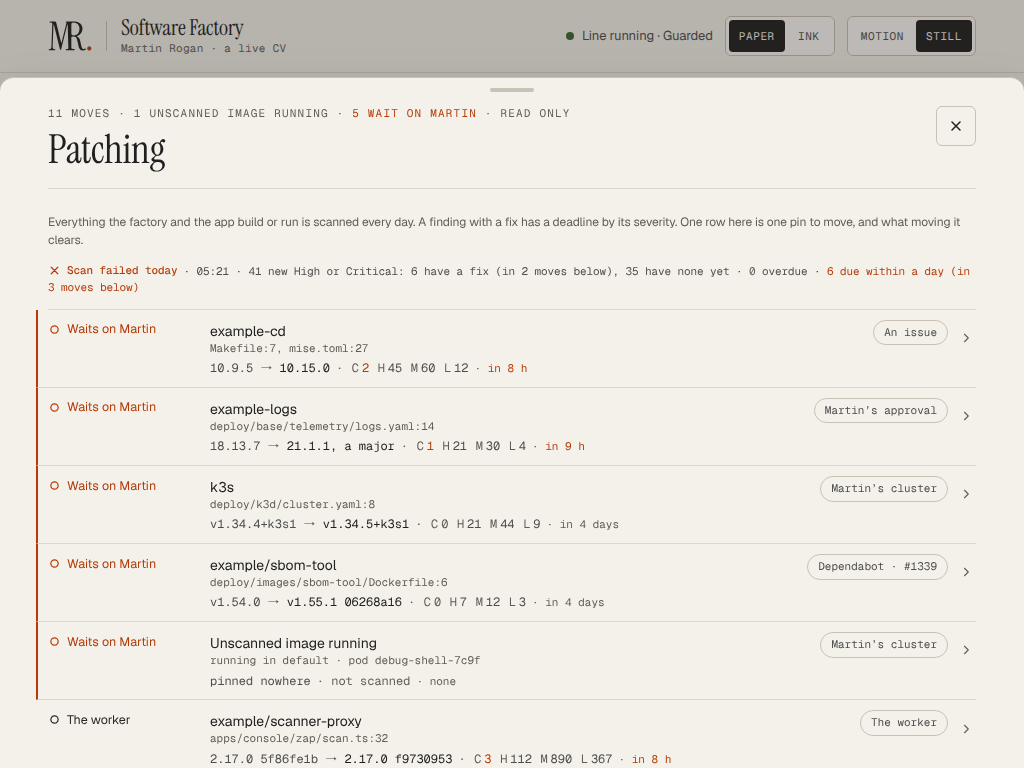 MR.
Software Factory
Martin Rogan · a live CV
Line running · Guarded
PAPER INK
MOTION STILL
11 MOVES · 1 UNSCANNED IMAGE RUNNING · 5 WAIT ON MARTIN · READ ONLY
Patching
Everything the factory and the app build or run is scanned every day. A finding with a fix has a deadline by its severity. One row here is one pin to move, and what moving it
clears.
Scan failed today · 05:21 · 41 new High or Critical: 6 have a fix (in 2 moves below), 35 have none yet · 0 overdue · 6 due within a day (in
3 moves below)
Waits on Martin
example-cd
Makefile:7, mise.toml:27
10.9.5 → 10.15.0 · C 2 H 45 M 60 L 12 · in 8 h
An issue
Waits on Martin
example-logs
deploy/base/telemetry/logs.yaml:14
18.13.7 → 21.1.1, a major · C 1 H 21 M 30 L 4 · in 9 h
Martin's approval
Waits on Martin
k3s
deploy/k3d/cluster.yaml:8
v1.34.4+k3s1 → v1.34.5+k3s1 · C 0 H 21 M 44 L 9 · in 4 days
Martin's cluster
Waits on Martin
example/sbom-tool
deploy/images/sbom-tool/Dockerfile:6
v1.54.0 → v1.55.1 06268a16 · C 0 H 7 M 12 L 3 · in 4 days
Dependabot · #1339
Waits on Martin
Unscanned image running
running in default · pod debug-shell-7c9f
pinned nowhere · not scanned · none
Martin's cluster
The worker
example/scanner-proxy
apps/console/zap/scan.ts:32
2.17.0 5f86fe1b → 2.17.0 f9730953 · C 3 H 112 M 890 L 367 · in 8 h
The worker